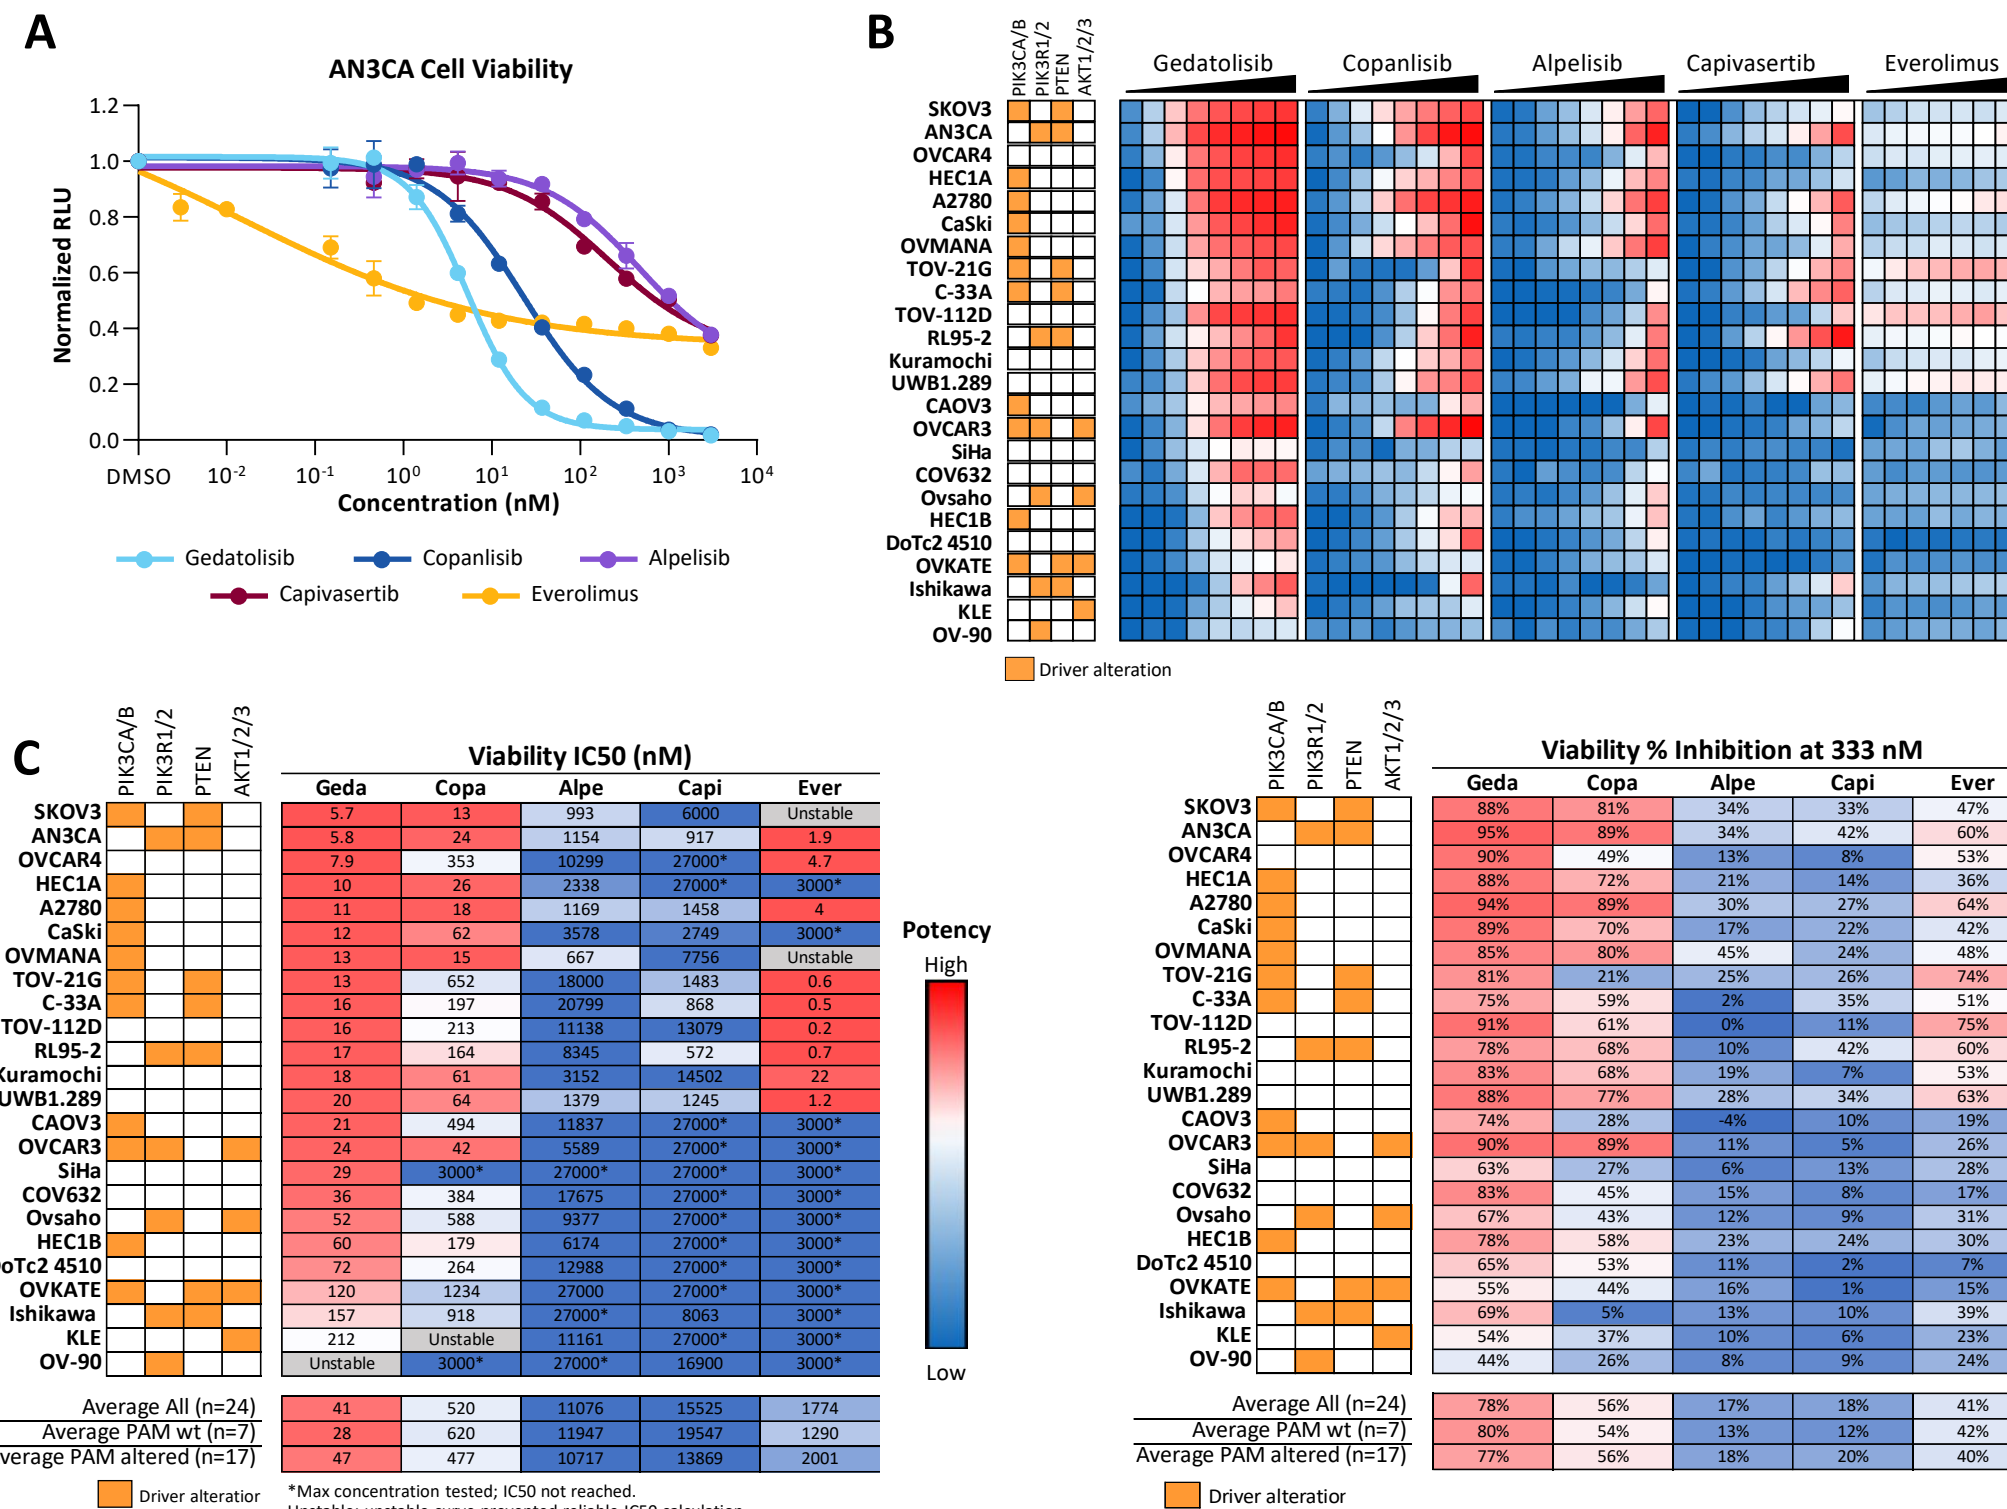 A
AN3CA Cell Viability
Normalized RLU
1.2
1.0
0.8
0.6
0.4
0.2
0.0
DMSO 10-2 10-1 100 101 102 103 104
Concentration (nM)
Gedatolisib Copanlisib Alpelisib
Capivasertib Everolimus
B
PIK3CA/B PIK3R1/2 PTEN AKT1/2/3
Gedatolisib Copanlisib Alpelisib Capivasertib Everolimus
SKOV3
AN3CA
OVCAR4
HEC1A
A2780
CaSki
OVMANA
TOV-21G
C-33A
TOV-112D
RL95-2
Kuramochi
UWB1.289
CAOV3
OVCAR3
SiHa
COV632
Ovsaho
HEC1B
DoTc2 4510
OVKATE
Ishikawa
KLE
OV-90
Driver alteration
C
PIK3CA/B PIK3R1/2 PTEN AKT1/2/3
Viability IC50 (nM)
Geda Copa Alpe Capi Ever
SKOV3 5.7 13 993 6000 Unstable
AN3CA 5.8 24 1154 917 1.9
OVCAR4 7.9 353 10299 27000* 4.7
HEC1A 10 26 2338 27000* 3000*
A2780 11 18 1169 1458 4
CaSki 12 62 3578 2749 3000*
OVMANA 13 15 667 7756 Unstable
TOV-21G 13 652 18000 1483 0.6
C-33A 16 197 20799 868 0.5
TOV-112D 16 213 11138 13079 0.2
RL95-2 17 164 8345 572 0.7
Kuramochi 18 61 3152 14502 22
UWB1.289 20 64 1379 1245 1.2
CAOV3 21 494 11837 27000* 3000*
OVCAR3 24 42 5589 27000* 3000*
SiHa 29 3000* 27000* 27000* 3000*
COV632 36 384 17675 27000* 3000*
Ovsaho 52 588 9377 27000* 3000*
HEC1B 60 179 6174 27000* 3000*
oTc2 4510 72 264 12988 27000* 3000*
OVKATE 120 1234 27000 27000* 3000*
Ishikawa 157 918 27000* 8063 3000*
KLE 212 Unstable 11161 27000* 3000*
OV-90 Unstable 3000* 27000* 16900 3000*
Average All (n=24) 41 520 11076 15525 1774
Average PAM wt (n=7) 28 620 11947 19547 1290
verage PAM altered (n=17) 47 477 10717 13869 2001
Driver alteration
*Max concentration tested; IC50 not reached.
Unstable: unstable curve prevented reliable IC50 calculation
Potency
High
Low
PIK3CA/B PIK3R1/2 PTEN AKT1/2/3
Viability % Inhibition at 333 nM
Geda Copa Alpe Capi Ever
SKOV3 88% 81% 34% 33% 47%
AN3CA 95% 89% 34% 42% 60%
OVCAR4 90% 49% 13% 8% 53%
HEC1A 88% 72% 21% 14% 36%
A2780 94% 89% 30% 27% 64%
CaSki 89% 70% 17% 22% 42%
OVMANA 85% 80% 45% 24% 48%
TOV-21G 81% 21% 25% 26% 74%
C-33A 75% 59% 2% 35% 51%
TOV-112D 91% 61% 0% 11% 75%
RL95-2 78% 68% 10% 42% 60%
Kuramochi 83% 68% 19% 7% 53%
UWB1.289 88% 77% 28% 34% 63%
CAOV3 74% 28% -4% 10% 19%
OVCAR3 90% 89% 11% 5% 26%
SiHa 63% 27% 6% 13% 28%
COV632 83% 45% 15% 8% 17%
Ovsaho 67% 43% 12% 9% 31%
HEC1B 78% 58% 23% 24% 30%
DoTc2 4510 65% 53% 11% 2% 7%
OVKATE 55% 44% 16% 1% 15%
Ishikawa 69% 5% 13% 10% 39%
KLE 54% 37% 10% 6% 23%
OV-90 44% 26% 8% 9% 24%
Average All (n=24) 78% 56% 17% 18% 41%
Average PAM wt (n=7) 80% 54% 13% 12% 42%
Average PAM altered (n=17) 77% 56% 18% 20% 40%
Driver alteration